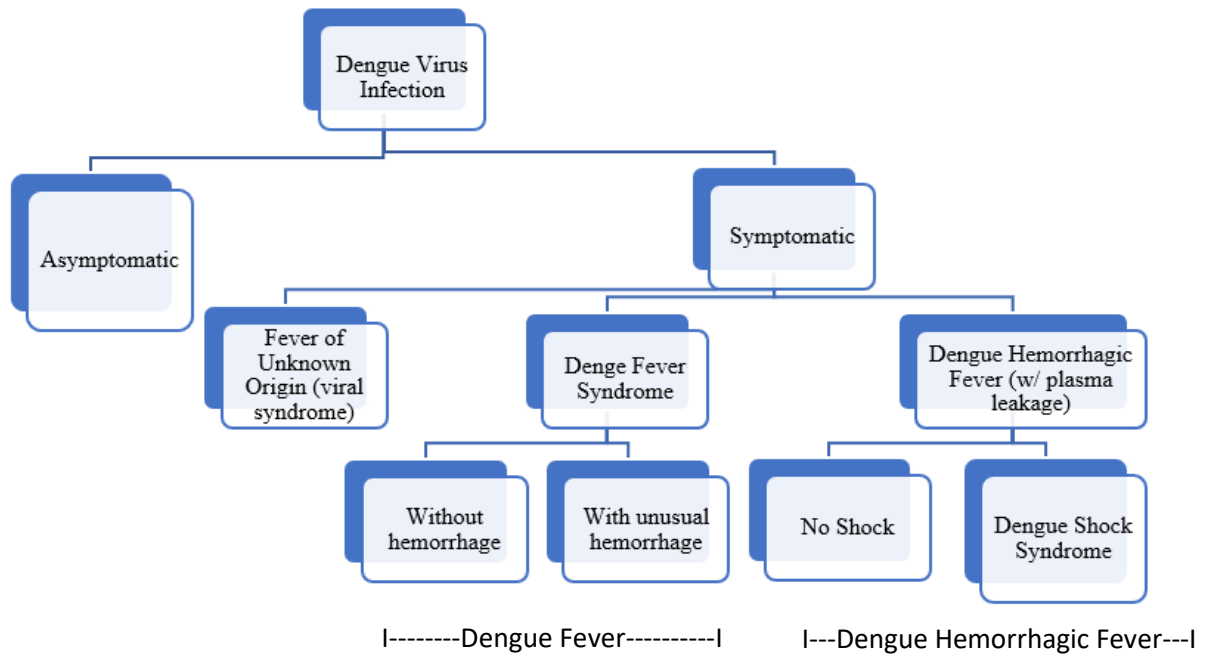 Dengue Virus
Infection
Asymptomatic
Symptomatic
Fever of
Unknown
Origin (viral
syndrome)
Denge Fever
Syndrome
Dengue Hemorrhagic
Fever (w/ plasma
leakage)
Without
hemorrhage
With unusual
hemorrhage
No Shock
Dengue Shock
Syndrome
I--------Dengue Fever----------I
I---Dengue Hemorrhagic Fever---I